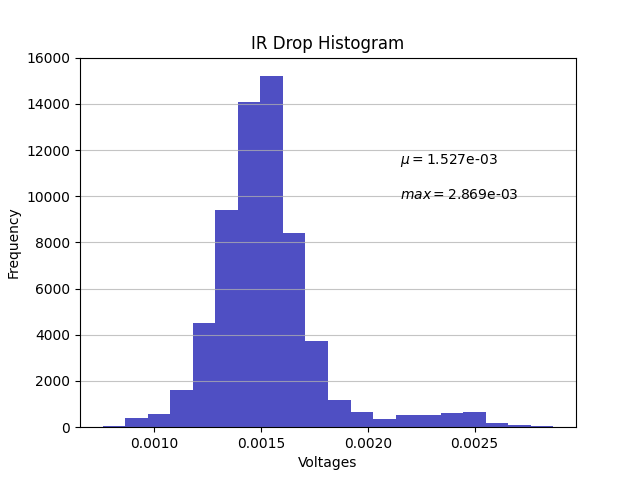 IR Drop Histogram
16000
14000
12000
10000
8000
6000
4000
2000
0
Frequency
μ = 1.527e-03
max = 2.869e-03
0.0010 0.0015 0.0020 0.0025
Voltages